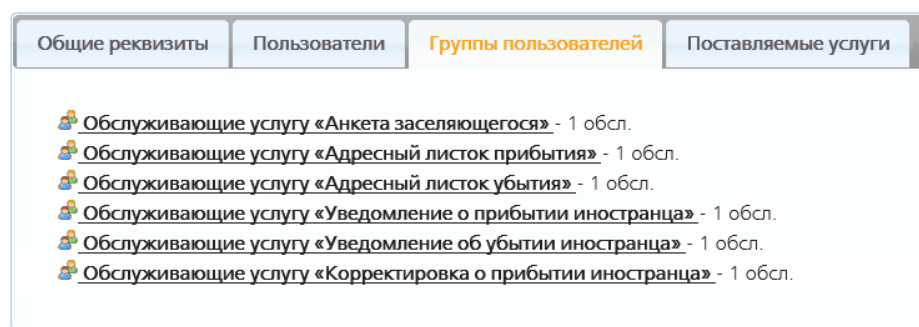 Общие реквизиты Пользователи Группы пользователей Поставляемые услуги
Обслуживающие услугу «Анкета заселяющегося» - 1 обсл.
Обслуживающие услугу «Адресный листок прибытия» - 1 обсл.
Обслуживающие услугу «Адресный листок убытия» - 1 обсл.
Обслуживающие услугу «Уведомление о прибытии иностранца» - 1 обсл.
Обслуживающие услугу «Уведомление об убытии иностранца» - 1 обсл.
Обслуживающие услугу «Корректировка о прибытии иностранца» - 1 обсл.